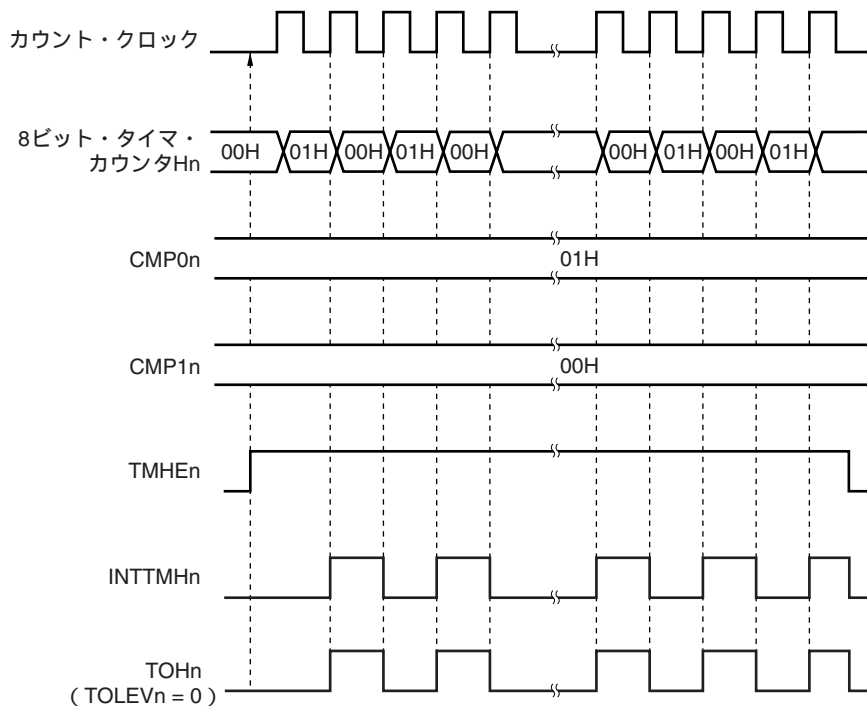 カウント・クロック
8ビット・タイマ・
カウンタHn
00H 01H 00H 01H 00H 00H 01H 00H 01H
CMP0n
01H
CMP1n
00H
TMHEn
INTTMHn
TOHn
（TOLEVn = 0）